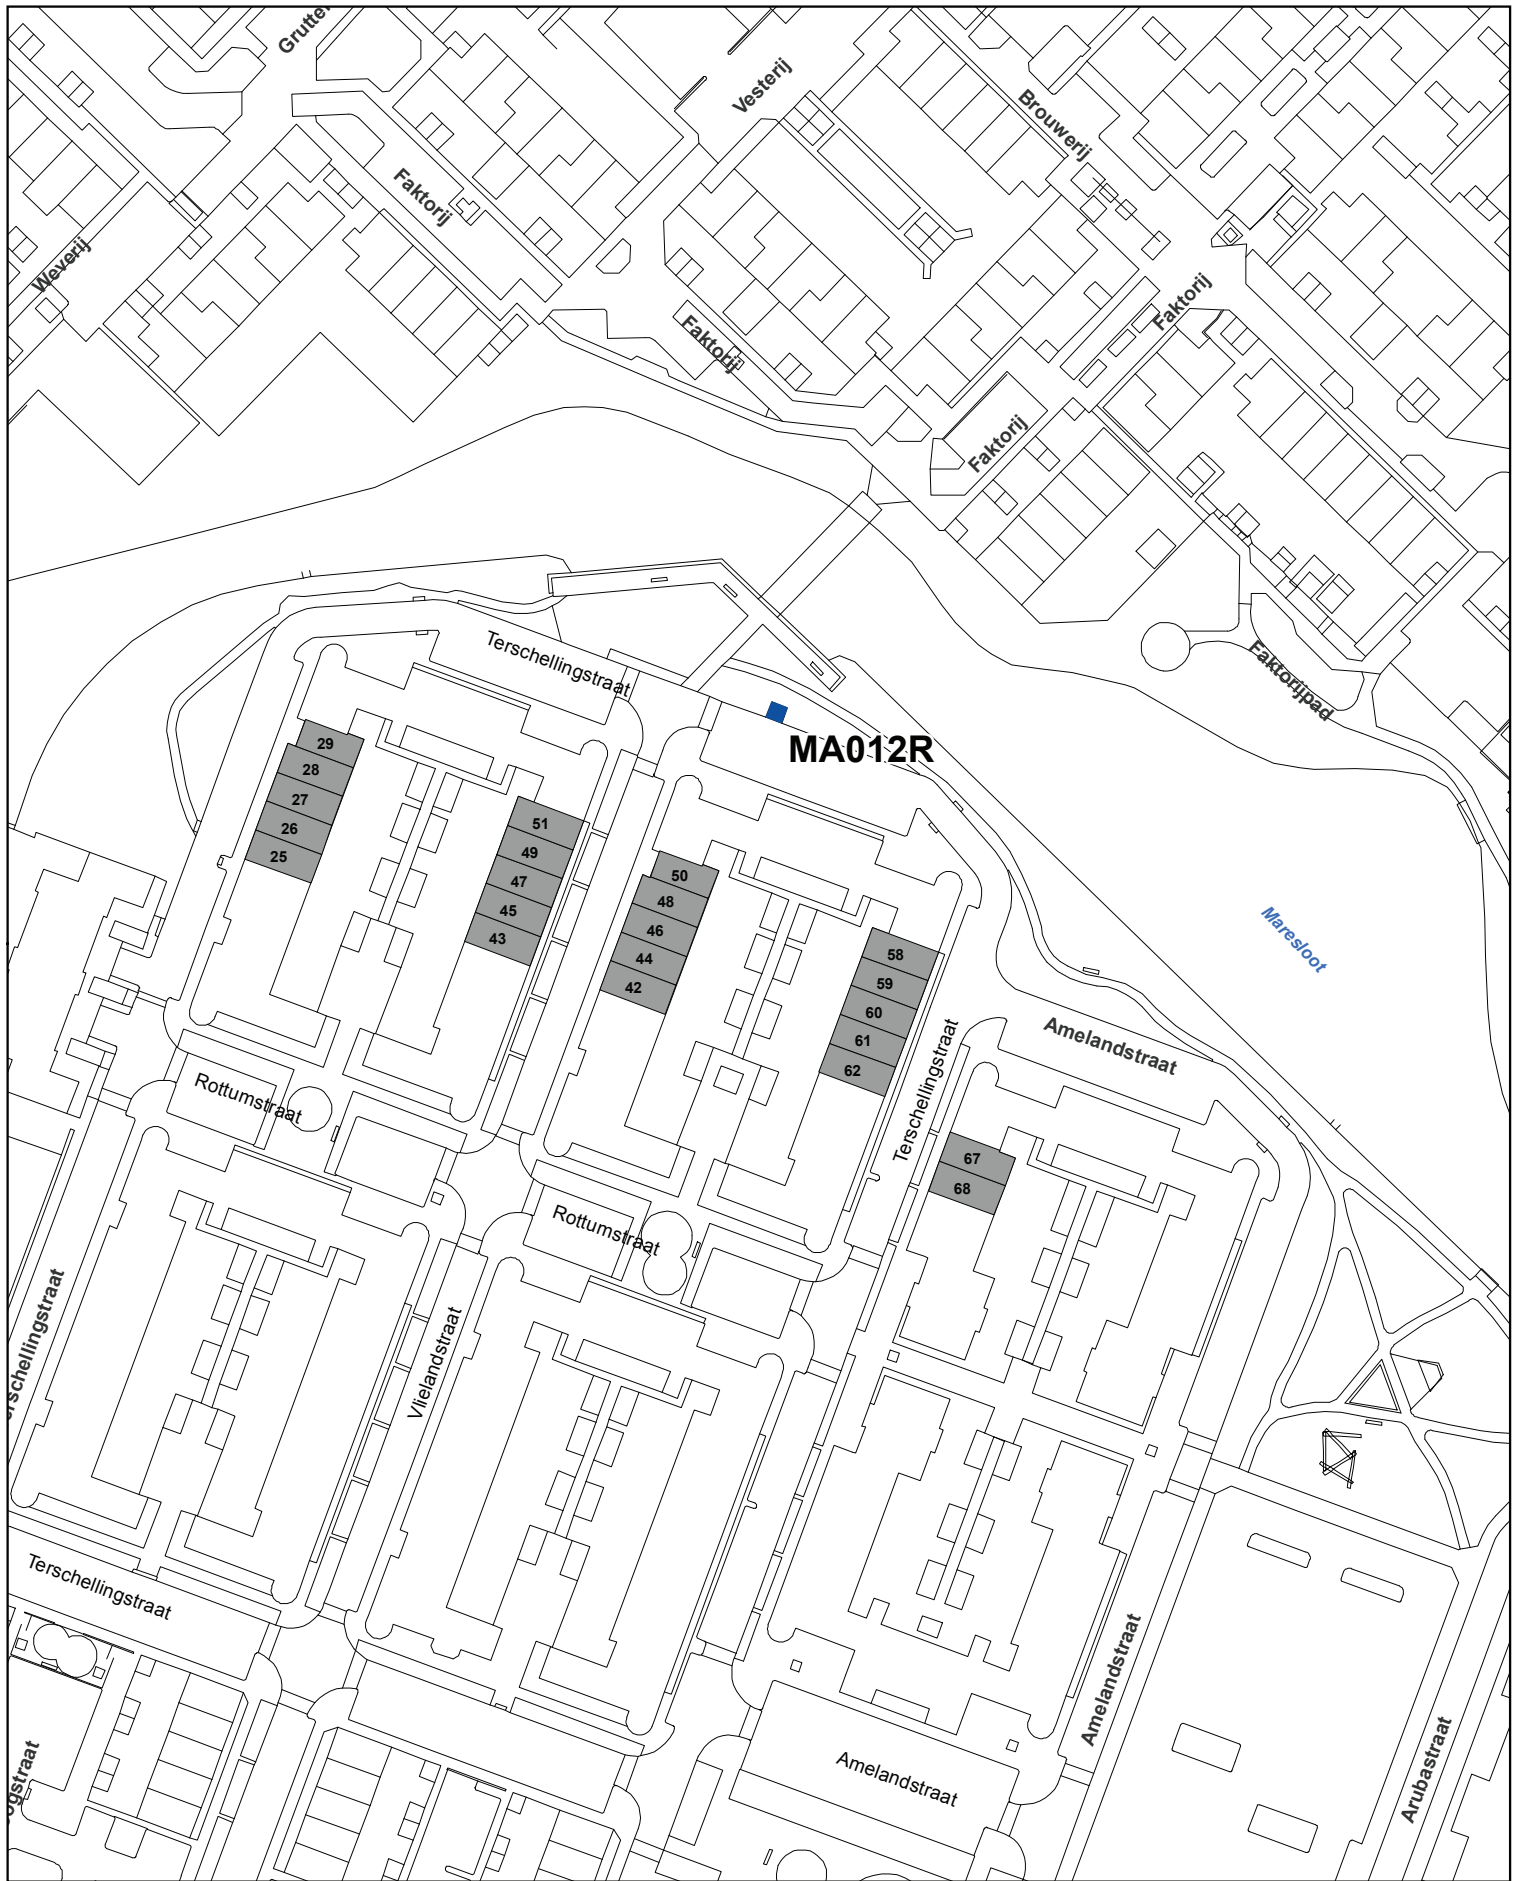 Vesterij
Brouwerij
Faktorij
Weverij
Faktorij
Faktorij
Faktorij
Terschellingstraat
Faktorijpad
MA012R
29
28
27
26
25
51
49
47
45
43
50
48
46
44
42
58
59
60
61
62
Maresloot
Amelandstraat
Terschellingstraat
Rottumstraat
67
68
Rottumstraat
Vlielandstraat
rschellingstraat
Terschellingstraat
Amelandstraat
Amelandstraat
Arubastraat
ogstraat